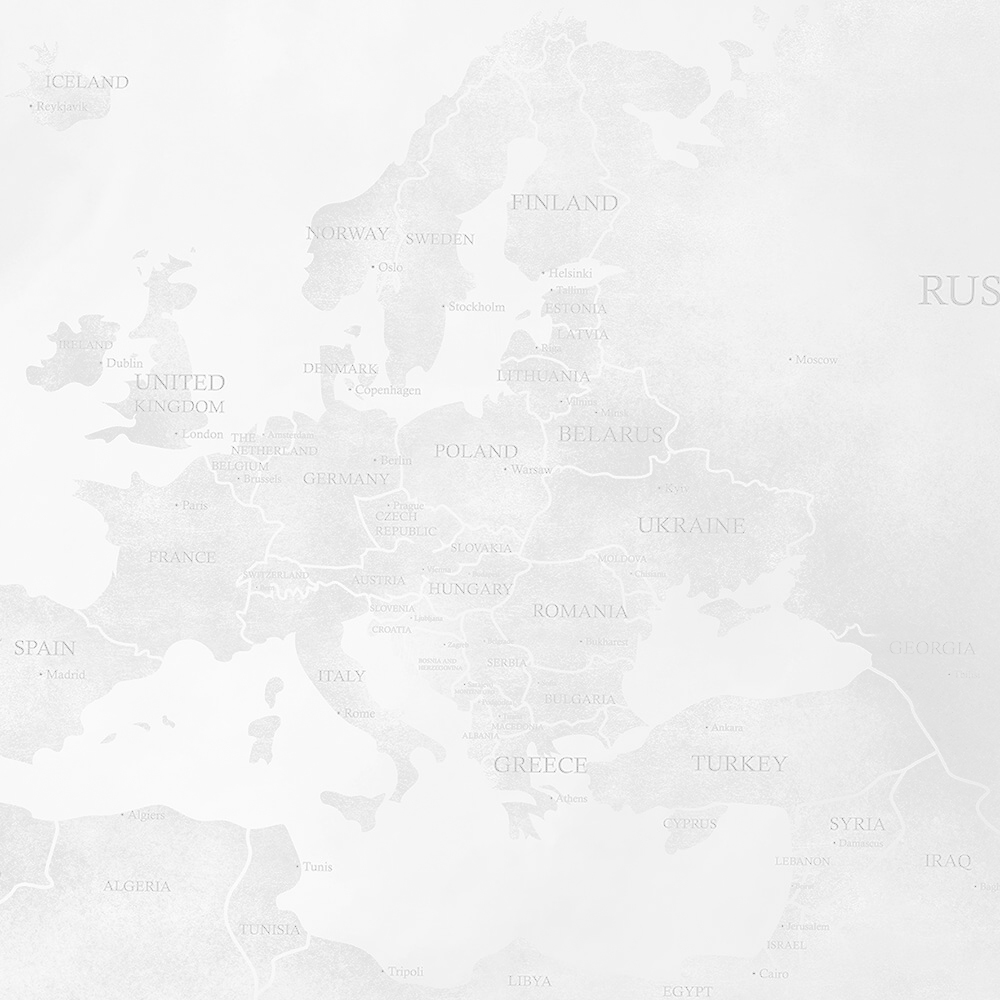 ICELAND
Reykjavik
FINLAND
NORWAY
SWEDEN
Oslo
Helsinki
Tallinn
RUS
Stockholm
ESTONIA
LATVIA
Riga
IRELAND
Dublin
Moscow
DENMARK
LITHUANIA
UNITED
KINGDOM
Copenhagen
Vilnius
Minsk
London
THE
NETHERLAND
Amsterdam
BELARUS
BELGIUM
Brussels
Berlin
GERMANY
POLAND
Warsaw
Kyiv
Paris
Prague
CZECH
REPUBLIC
UKRAINE
FRANCE
SLOVAKIA
MOLDOVA
SWITZERLAND
AUSTRIA
Vienna
HUNGARY
SLOVENIA
Ljubljana
CROATIA
ROMANIA
SPAIN
Madrid
Zagreb
Bukharest
GEORGIA
BOSNIA AND
HERZEGOVINA
SERBIA
ITALY
Rome
BULGARIA
MACEDONIA
ALBANIA
Ankara
GREECE
TURKEY
Athens
Algiers
CYPRUS
SYRIA
Damascus
LEBANON
IRAQ
Tunis
ALGERIA
TUNISIA
Jerusalem
ISRAEL
Tripoli
LIBYA
Cairo
EGYPT